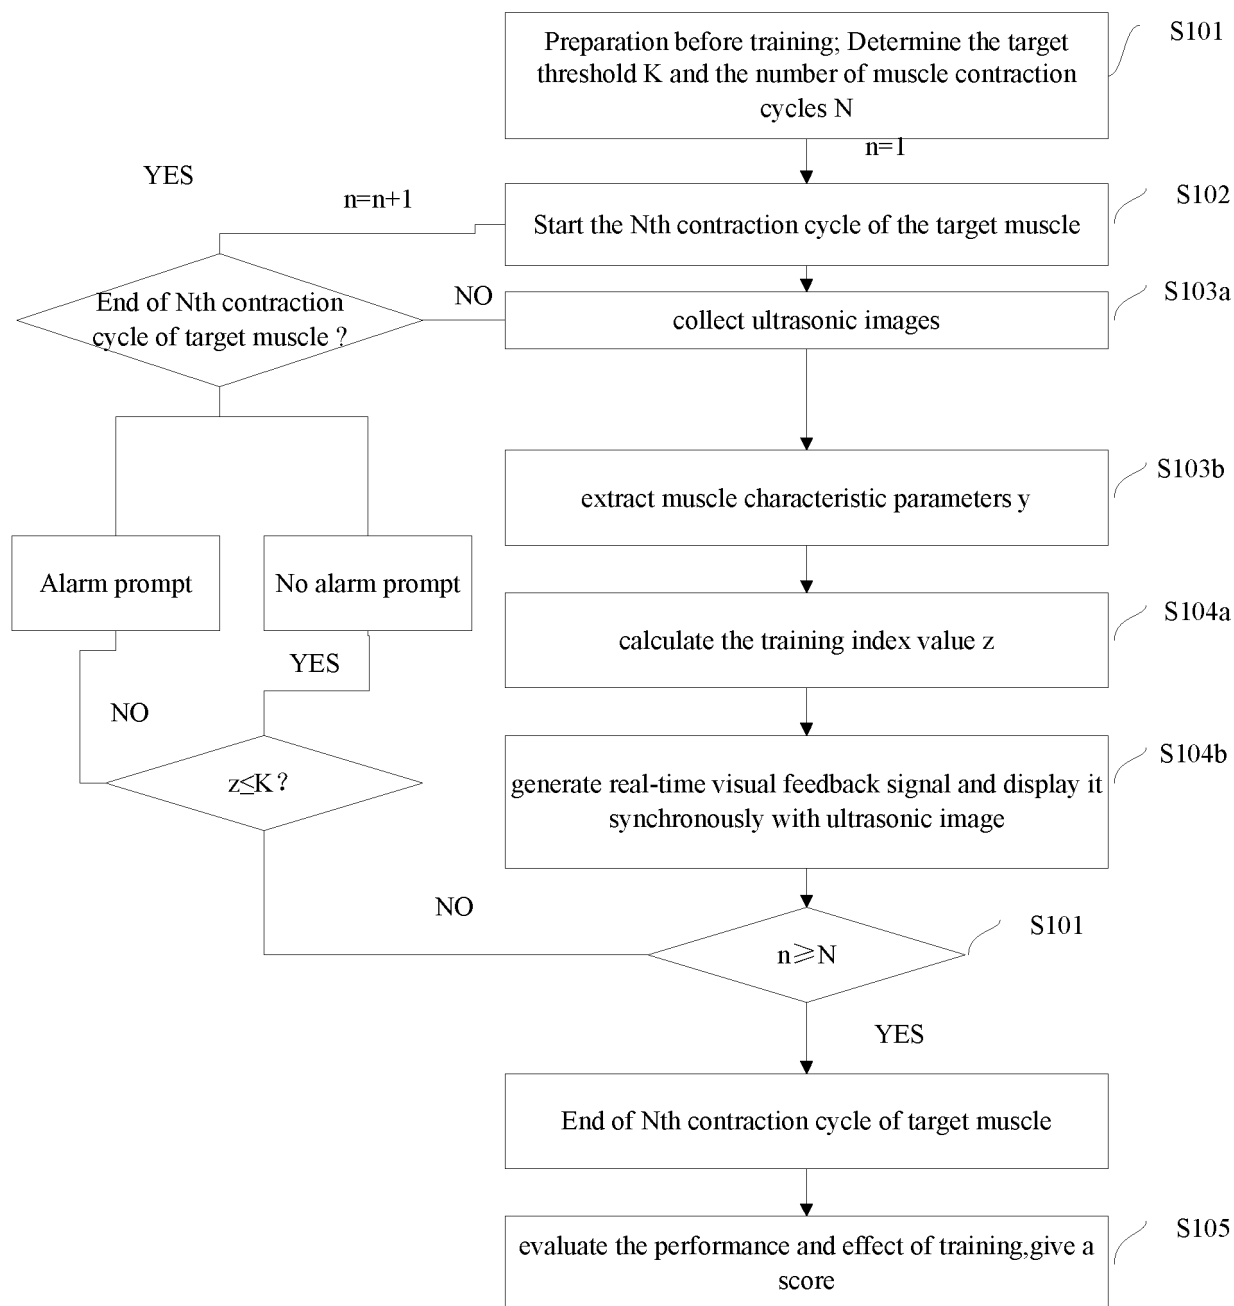 Preparation before training; Determine the target
threshold K and the number of muscle contraction
cycles N
S101
n=1
YES
n=n+1
Start the Nth contraction cycle of the target muscle
S102
End of Nth contraction
cycle of target muscle ?
NO
collect ultrasonic images
S103a
extract muscle characteristic parameters y
S103b
Alarm prompt
No alarm prompt
calculate the training index value z
S104a
YES
NO
z≤K？
generate real-time visual feedback signal and display it
synchronously with ultrasonic image
S104b
NO
n≥N
S101
YES
End of Nth contraction cycle of target muscle
evaluate the performance and effect of training,give a
score
S105